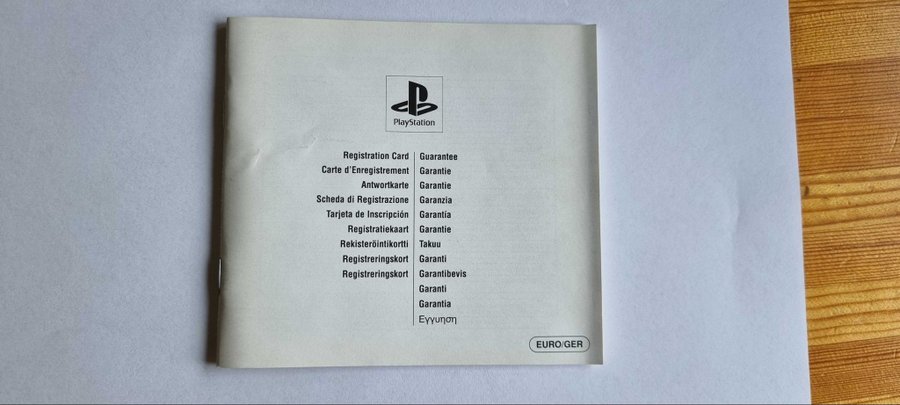 PlayStation
Registration Card Guarantee
Carte d'Enregistrement Garantie
Antwortkarte Garantie
Scheda di Registrazione Garanzia
Tarjeta de Inscripción Garantía
Registratiekaart Garantie
Rekisteröintikortti Takuu
Registreringskort Garanti
Registreringskort Garantibevis
Garanti
Garantia
Εγγυηση
EURO/GER